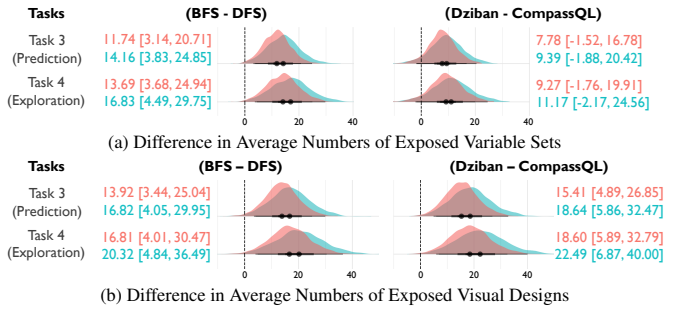 Tasks (BFS - DFS) (Dziban - CompassQL)
Task 3 11.74 [3.14, 20.71] 7.78 [-1.52, 16.78]
(Prediction) 14.16 [3.83, 24.85] 9.39 [-1.88, 20.42]
Task 4 13.69 [3.68, 24.94] 9.27 [-1.76, 19.91]
(Exploration) 16.83 [4.49, 29.75] 11.17 [-2.17, 24.56]
0 20 40 0 20 40
(a) Difference in Average Numbers of Exposed Variable Sets
Tasks (BFS – DFS) (Dziban – CompassQL)
Task 3 13.92 [3.44, 25.04] 15.41 [4.89, 26.85]
(Prediction) 16.82 [4.05, 29.95] 18.64 [5.86, 32.47]
Task 4 16.81 [4.01, 30.47] 18.60 [5.89, 32.79]
(Exploration) 20.32 [4.84, 36.49] 22.49 [6.87, 40.00]
0 20 40 0 20 40
(b) Difference in Average Numbers of Exposed Visual Designs